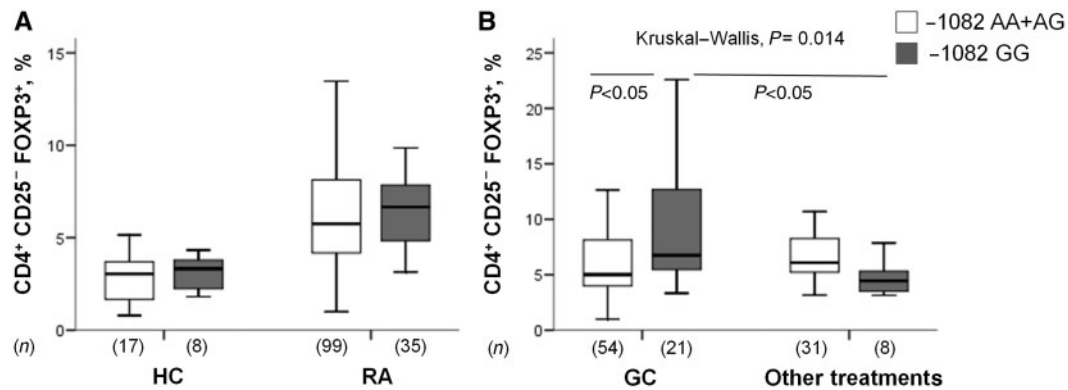 A
CD4+ CD25− FOXP3+, %
15
10
5
0
(n)
(17)
(8)
(99)
(35)
HC
RA
B
−1082 AA+AG
−1082 GG
Kruskal–Wallis, P= 0.014
P<0.05
P<0.05
CD4+ CD25− FOXP3+, %
25
20
15
10
5
0
(n)
(54)
(21)
(31)
(8)
GC
Other treatments